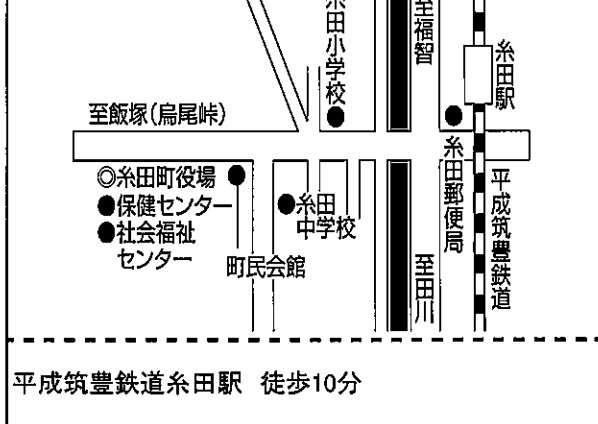 糸田小学校
至福智
糸田駅
至飯塚(烏尾峠)
◎糸田町役場
●保健センター
●社会福祉
センター
町民会館
糸田
中学校
糸田郵便局
平成筑豊鉄道
至田川
平成筑豊鉄道糸田駅 徒歩10分